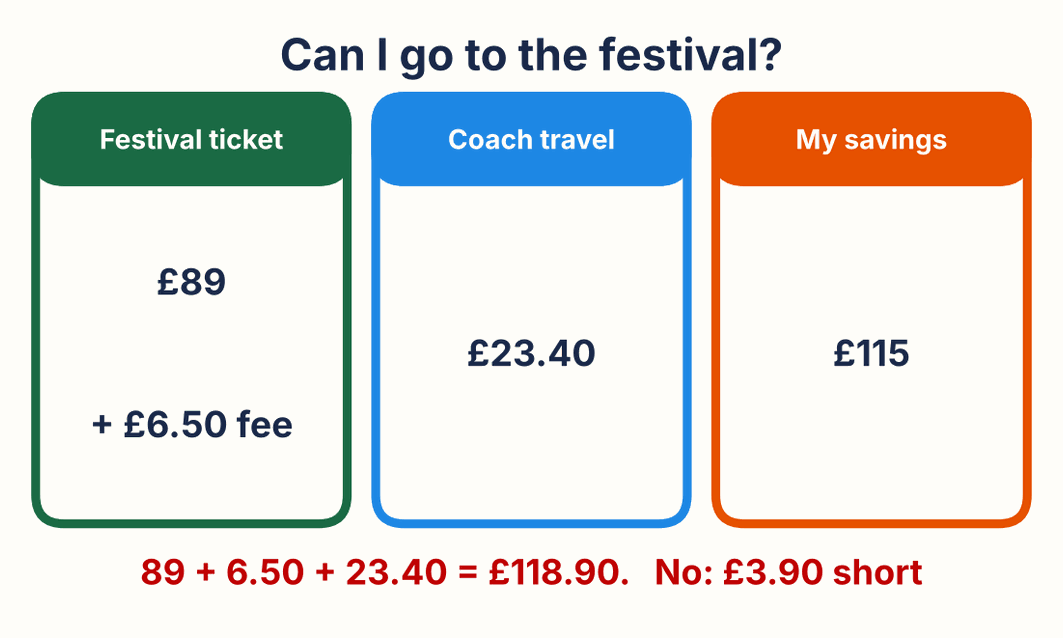 Can I go to the festival?
Festival ticket
£89
+ £6.50 fee
Coach travel
£23.40
My savings
£115
89 + 6.50 + 23.40 = £118.90.   No: £3.90 short